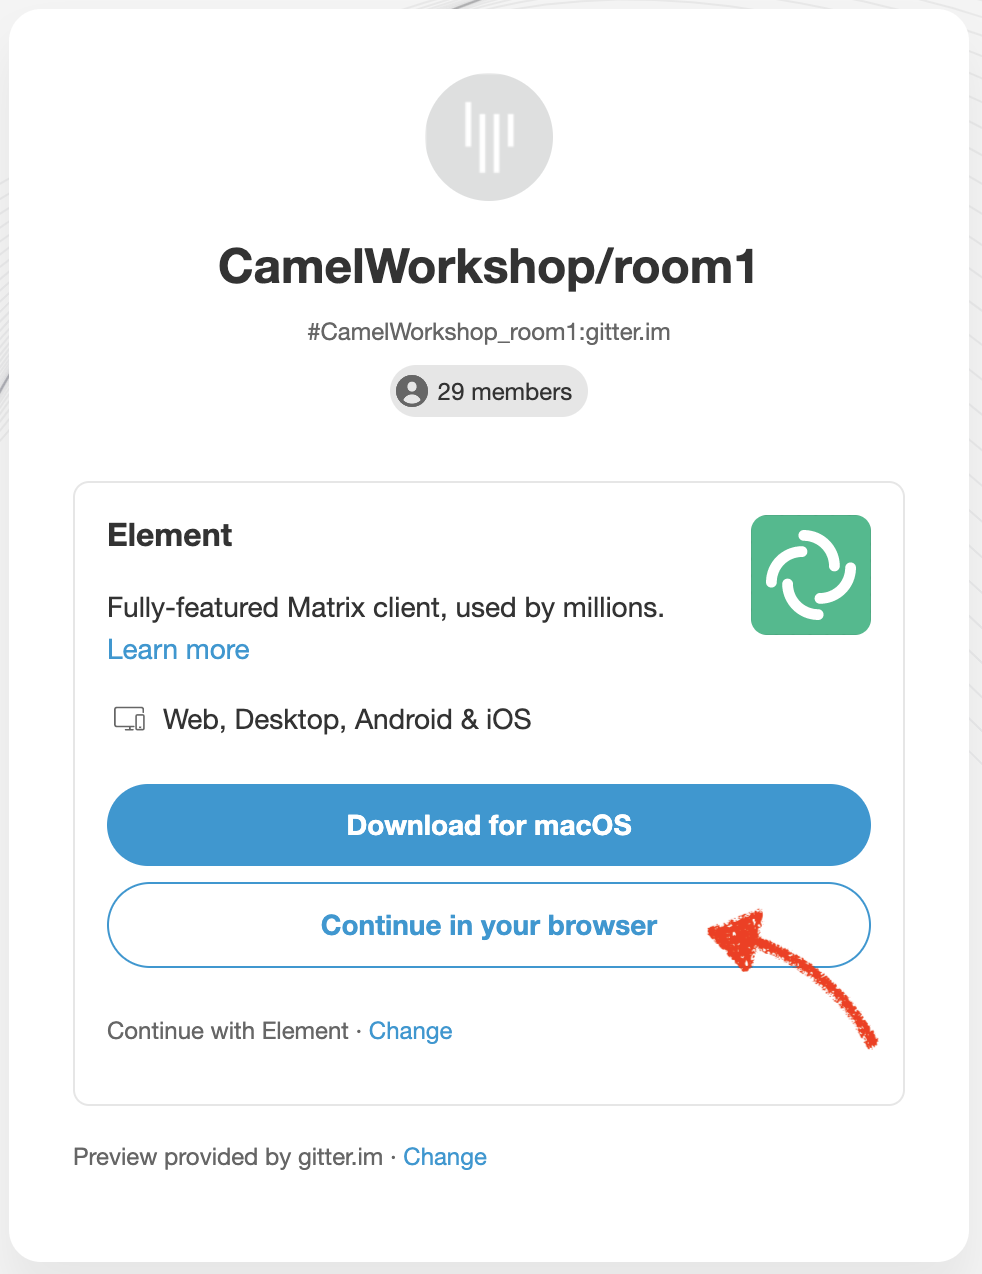 CamelWorkshop/room1
#CamelWorkshop_room1:gitter.im
29 members
Element
Fully-featured Matrix client, used by millions.
Learn more
Web, Desktop, Android & iOS
Download for macOS
Continue in your browser
Continue with Element · Change
Preview provided by gitter.im · Change